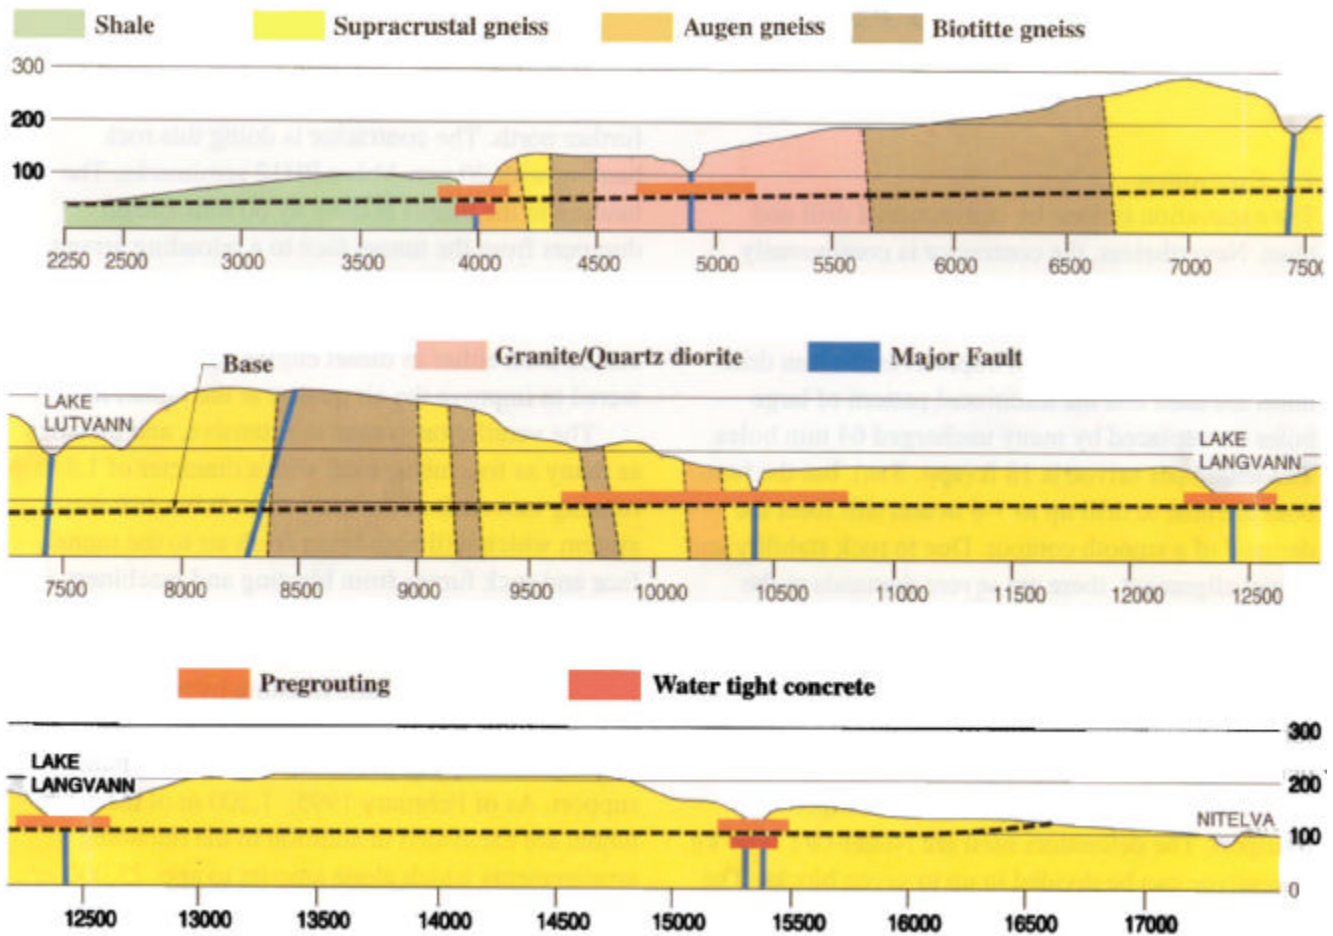 Shale Supracrustal gneiss Augen gneiss Biotitte gneiss
300
200
100
2250 2500 3000 3500 4000 4500 5000 5500 6000 6500 7000 7500
Granite/Quartz diorite Major Fault
Base
LAKE
LUTVANN
LAKE
LANGVANN
7500 8000 8500 9000 9500 10000 10500 11000 11500 12000 12500
Pregrouting Water tight concrete
300
LAKE
LANGVANN
200
NITELVA
100
0
12500 13000 13500 14000 14500 15000 15500 16000 16500 17000